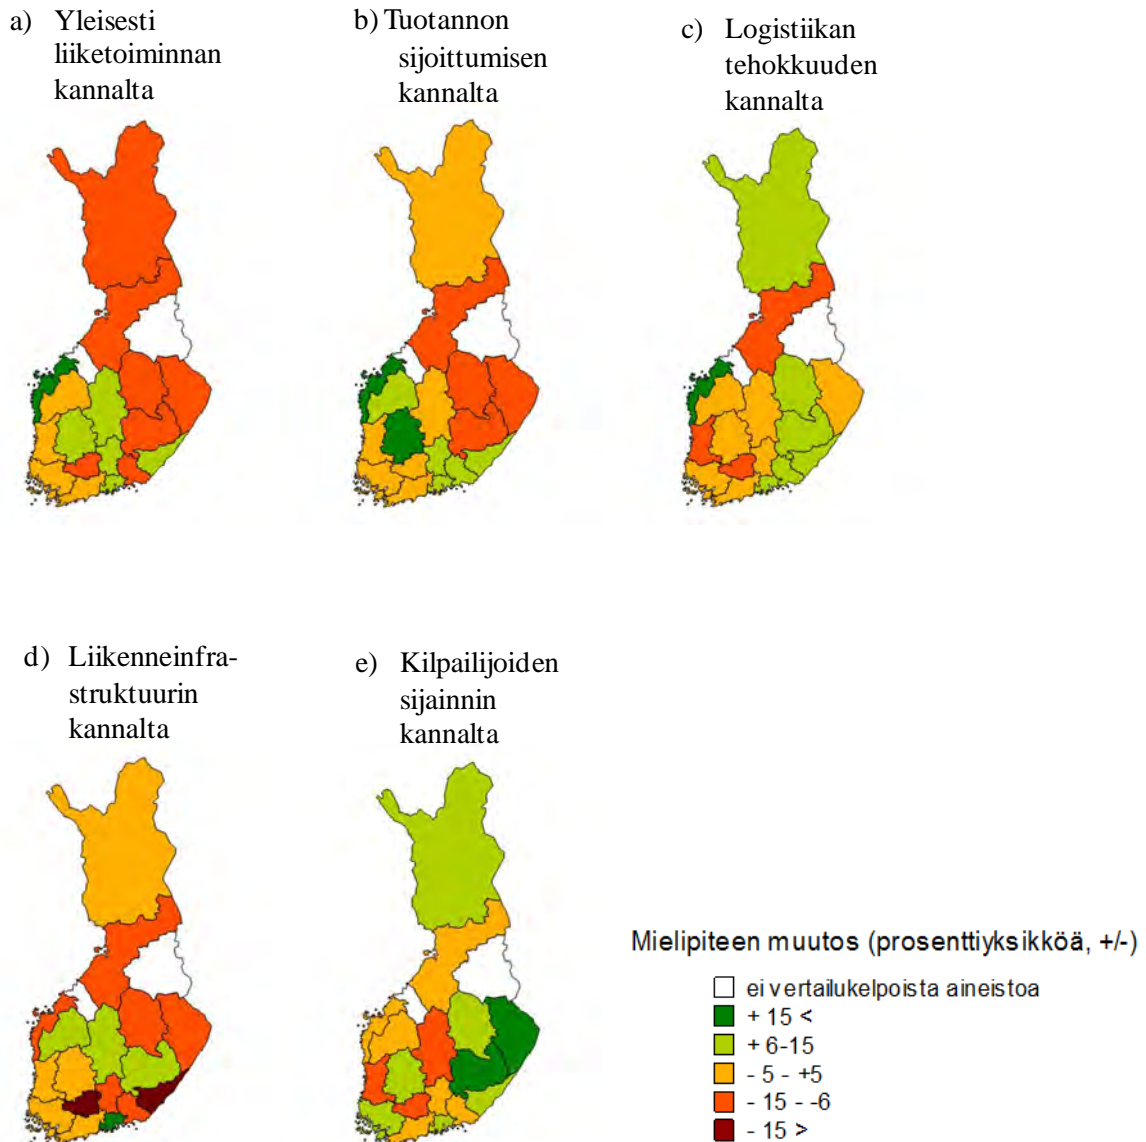 a) Yleisesti
liiketoiminnan
kannalta
b) Tuotannon
sijoittumisen
kannalta
c) Logistiikan
tehokkuuden
kannalta
d) Liikenneinfra-
struktuurin
kannalta
e) Kilpailijoiden
sijainnin
kannalta
Mielipiteen muutos (prosenttiyksikköä, +/-)
ei vertailukelpoista aineistoa
+ 15 <
+ 6-15
- 5 - +5
- 15 - -6
- 15 >